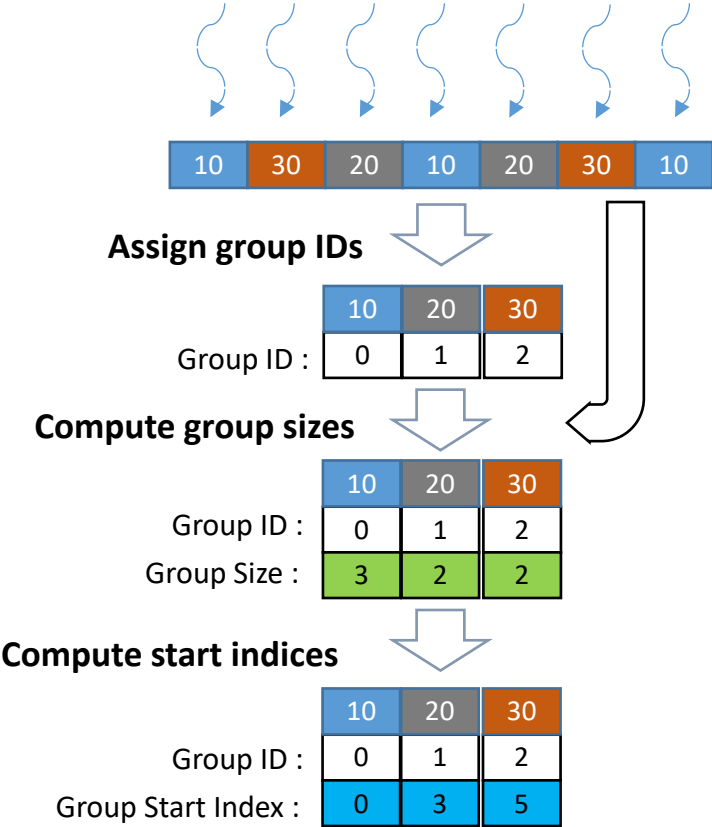 10 30 20 10 20 30 10
Assign group IDs
10 20 30
Group ID : 0 1 2
Compute group sizes
10 20 30
Group ID : 0 1 2
Group Size : 3 2 2
Compute start indices
10 20 30
Group ID : 0 1 2
Group Start Index : 0 3 5